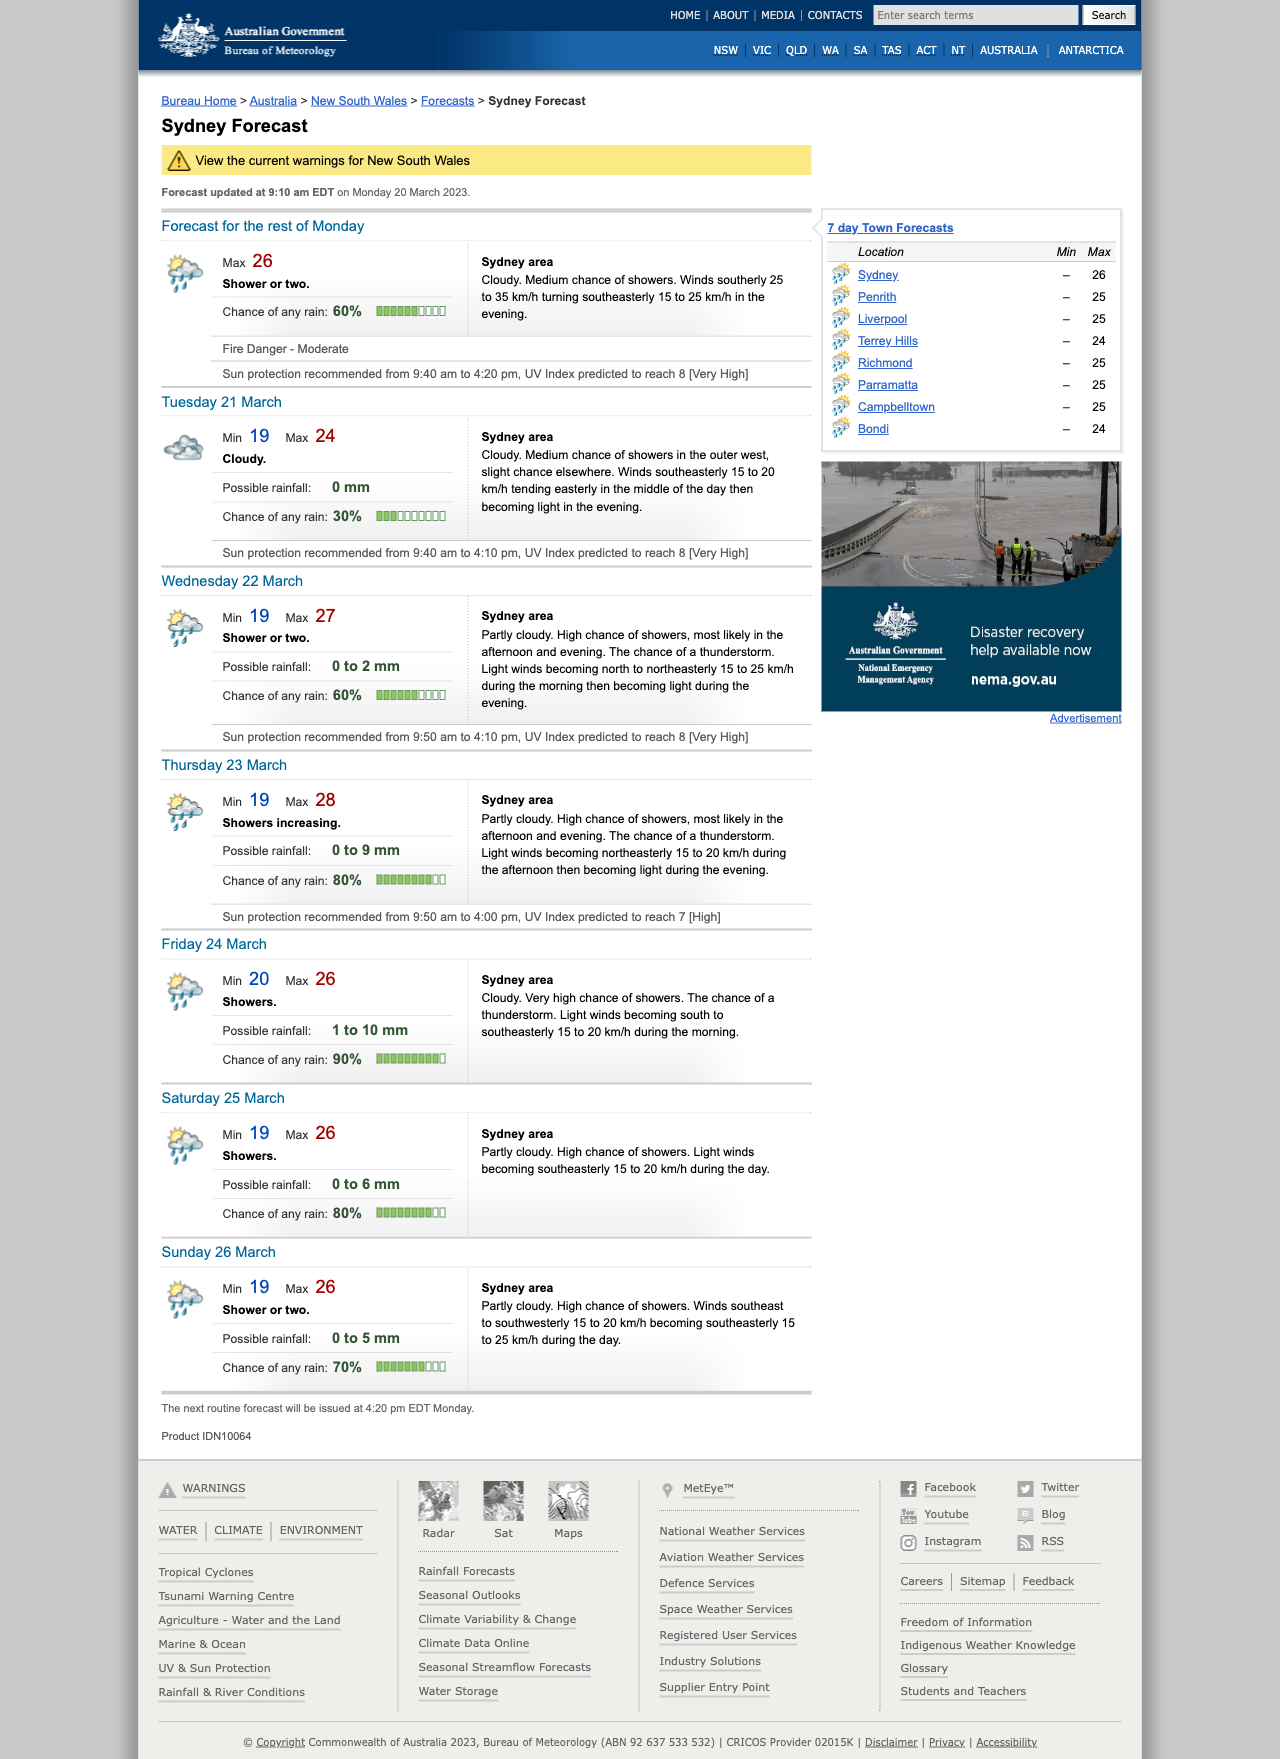 Australian Government
Bureau of Meteorology
HOME | ABOUT | MEDIA | CONTACTS
Enter search terms
Search
NSW | VIC | QLD | WA | SA | TAS | ACT | NT | AUSTRALIA | ANTARCTICA
Bureau Home > Australia > New South Wales > Forecasts > Sydney Forecast
Sydney Forecast
View the current warnings for New South Wales
Forecast updated at 9:10 am EDT on Monday 20 March 2023.
Forecast for the rest of Monday
Max 26
Shower or two.
Chance of any rain: 60%
Sydney area
Cloudy. Medium chance of showers. Winds southerly 25
to 35 km/h turning southeasterly 15 to 25 km/h in the
evening.
Fire Danger - Moderate
Sun protection recommended from 9:40 am to 4:20 pm, UV Index predicted to reach 8 [Very High]
Tuesday 21 March
Min 19 Max 24
Cloudy.
Possible rainfall: 0 mm
Chance of any rain: 30%
Sydney area
Cloudy. Medium chance of showers in the outer west,
slight chance elsewhere. Winds southeasterly 15 to 20
km/h tending easterly in the middle of the day then
becoming light in the evening.
Sun protection recommended from 9:40 am to 4:10 pm, UV Index predicted to reach 8 [Very High]
Wednesday 22 March
Min 19 Max 27
Shower or two.
Possible rainfall: 0 to 2 mm
Chance of any rain: 60%
Sydney area
Partly cloudy. High chance of showers, most likely in the
afternoon and evening. The chance of a thunderstorm.
Light winds becoming north to northeasterly 15 to 25 km/h
during the morning then becoming light during the
evening.
Sun protection recommended from 9:50 am to 4:10 pm, UV Index predicted to reach 8 [Very High]
Thursday 23 March
Min 19 Max 28
Showers increasing.
Possible rainfall: 0 to 9 mm
Chance of any rain: 80%
Sydney area
Partly cloudy. High chance of showers, most likely in the
afternoon and evening. The chance of a thunderstorm.
Light winds becoming northeasterly 15 to 20 km/h during
the afternoon then becoming light during the evening.
Sun protection recommended from 9:50 am to 4:00 pm, UV Index predicted to reach 7 [High]
Friday 24 March
Min 20 Max 26
Showers.
Possible rainfall: 1 to 10 mm
Chance of any rain: 90%
Sydney area
Cloudy. Very high chance of showers. The chance of a
thunderstorm. Light winds becoming south to
southeasterly 15 to 20 km/h during the morning.
Saturday 25 March
Min 19 Max 26
Showers.
Possible rainfall: 0 to 6 mm
Chance of any rain: 80%
Sydney area
Partly cloudy. High chance of showers. Light winds
becoming southeasterly 15 to 20 km/h during the day.
Sunday 26 March
Min 19 Max 26
Shower or two.
Possible rainfall: 0 to 5 mm
Chance of any rain: 70%
Sydney area
Partly cloudy. High chance of showers. Winds southeast
to southwesterly 15 to 20 km/h becoming southeasterly 15
to 25 km/h during the day.
The next routine forecast will be issued at 4:20 pm EDT Monday.
Product IDN10064
7 day Town Forecasts
Location Min Max
Sydney – 26
Penrith – 25
Liverpool – 25
Terrey Hills – 24
Richmond – 25
Parramatta – 25
Campbelltown – 25
Bondi – 24
Australian Government
National Emergency
Management Agency
Disaster recovery
help available now
nema.gov.au
Advertisement
WARNINGS
WATER | CLIMATE | ENVIRONMENT
Tropical Cyclones
Tsunami Warning Centre
Agriculture - Water and the Land
Marine & Ocean
UV & Sun Protection
Rainfall & River Conditions
Radar Sat Maps
Rainfall Forecasts
Seasonal Outlooks
Climate Variability & Change
Climate Data Online
Seasonal Streamflow Forecasts
Water Storage
MetEye™
National Weather Services
Aviation Weather Services
Defence Services
Space Weather Services
Registered User Services
Industry Solutions
Supplier Entry Point
Facebook Twitter
Youtube Blog
Instagram RSS
Careers | Sitemap | Feedback
Freedom of Information
Indigenous Weather Knowledge
Glossary
Students and Teachers
© Copyright Commonwealth of Australia 2023, Bureau of Meteorology (ABN 92 637 533 532) | CRICOS Provider 02015K | Disclaimer | Privacy | Accessibility